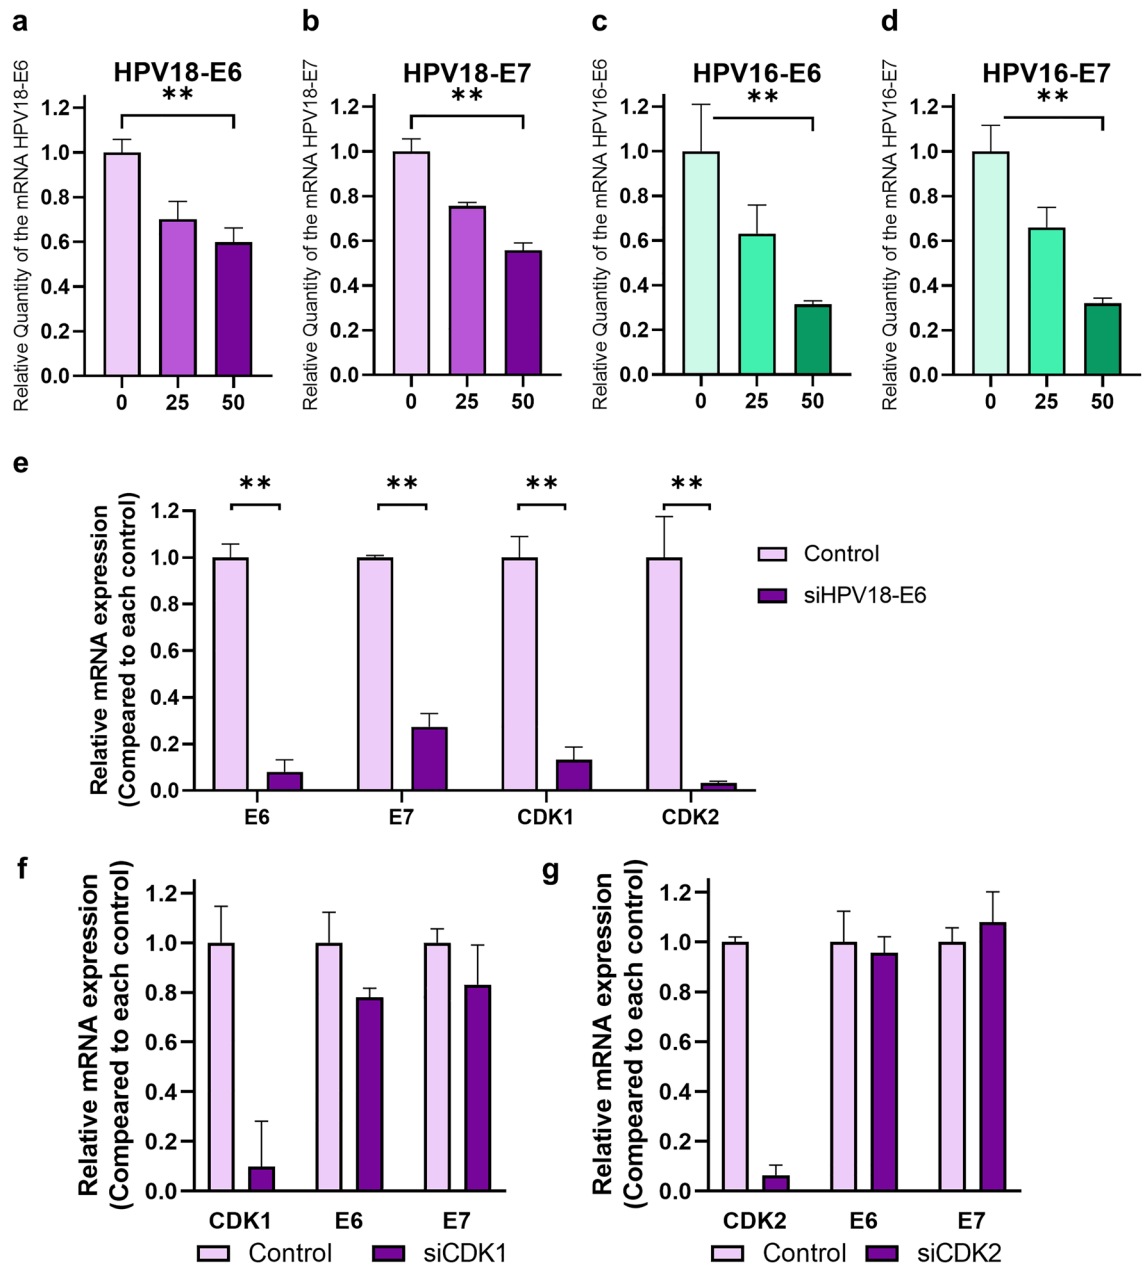 a
HPV18-E6
**
Relative Quantity of the mRNA HPV18-E6
1.2
1.0
0.8
0.6
0.4
0.2
0.0
0 25 50
b
HPV18-E7
**
Relative Quantity of the mRNA HPV18-E7
1.2
1.0
0.8
0.6
0.4
0.2
0.0
0 25 50
c
HPV16-E6
**
Relative Quantity of the mRNA HPV16-E6
1.2
1.0
0.8
0.6
0.4
0.2
0.0
0 25 50
d
HPV16-E7
**
Relative Quantity of the mRNA HPV16-E7
1.2
1.0
0.8
0.6
0.4
0.2
0.0
0 25 50
e
** ** ** **
Relative mRNA expression
(Compeared to each control)
1.2
1.0
0.8
0.6
0.4
0.2
0.0
E6 E7 CDK1 CDK2
Control
siHPV18-E6
f
Relative mRNA expression
(Compeared to each control)
1.2
1.0
0.8
0.6
0.4
0.2
0.0
CDK1 E6 E7
Control siCDK1
g
Relative mRNA expression
(Compeared to each control)
1.2
1.0
0.8
0.6
0.4
0.2
0.0
CDK2 E6 E7
Control siCDK2